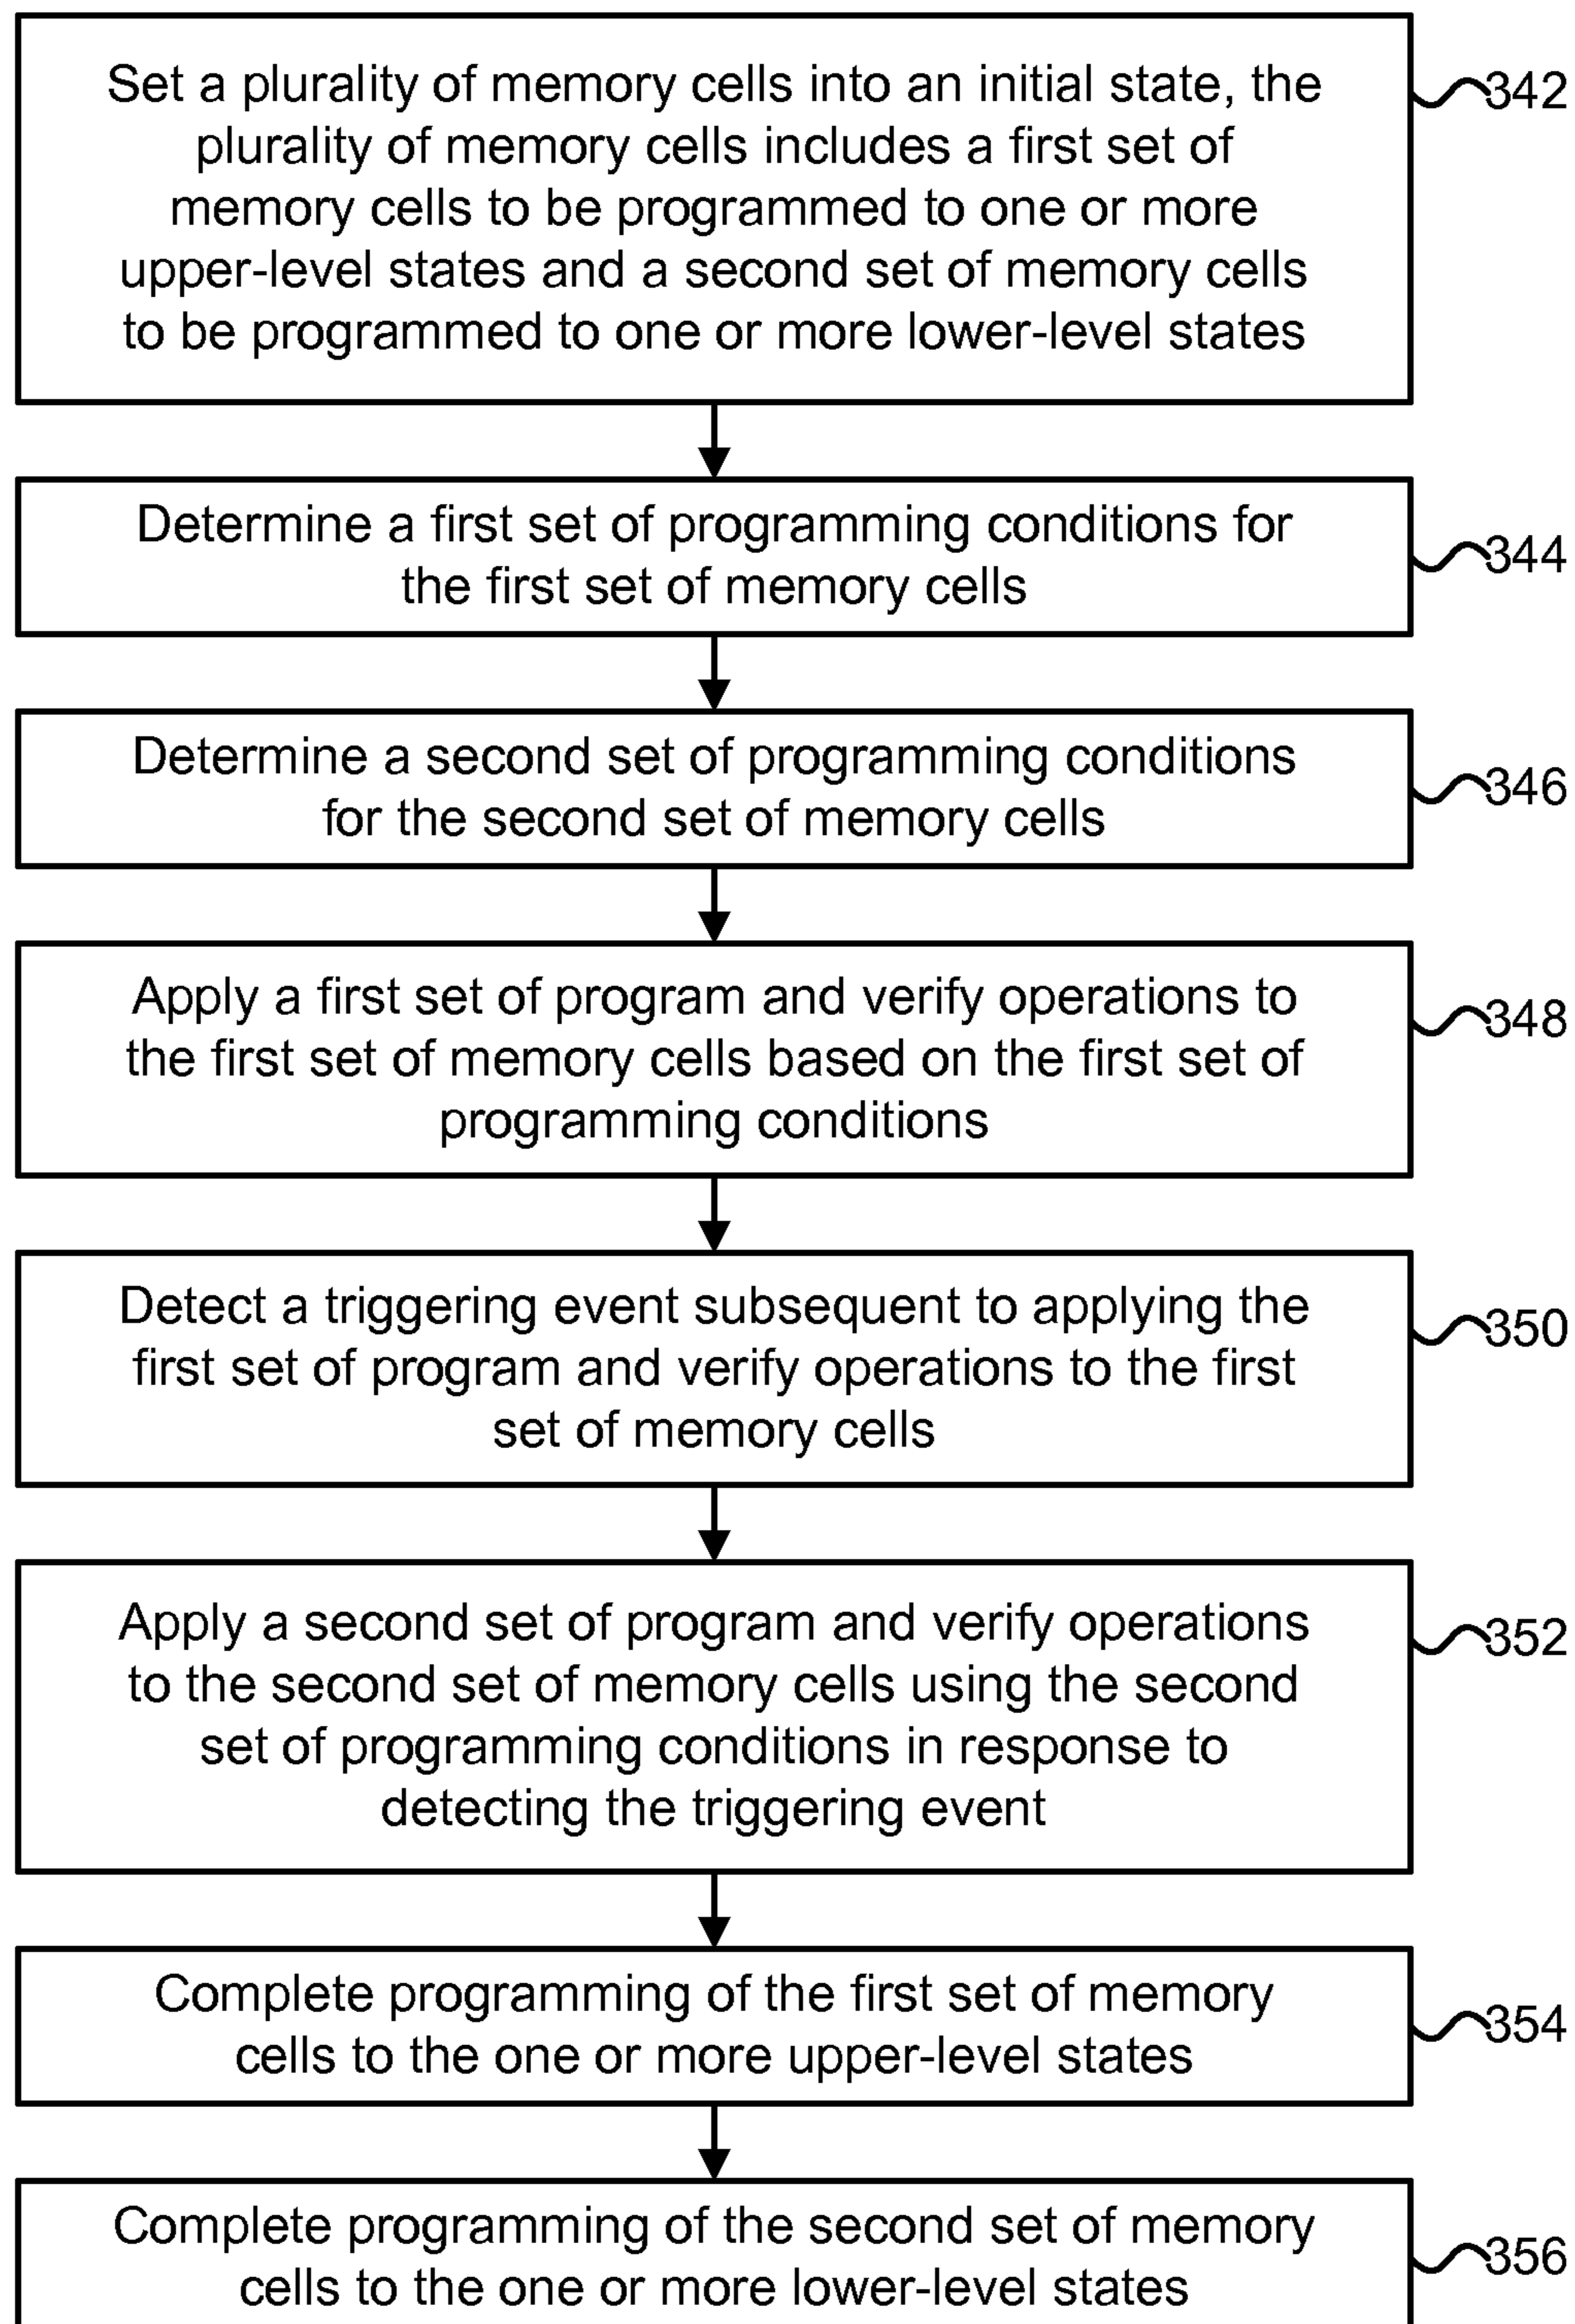 Set a plurality of memory cells into an initial state, the
plurality of memory cells includes a first set of
memory cells to be programmed to one or more
upper-level states and a second set of memory cells
to be programmed to one or more lower-level states
342
Determine a first set of programming conditions for
the first set of memory cells
344
Determine a second set of programming conditions
for the second set of memory cells
346
Apply a first set of program and verify operations to
the first set of memory cells based on the first set of
programming conditions
348
Detect a triggering event subsequent to applying the
first set of program and verify operations to the first
set of memory cells
350
Apply a second set of program and verify operations
to the second set of memory cells using the second
set of programming conditions in response to
detecting the triggering event
352
Complete programming of the first set of memory
cells to the one or more upper-level states
354
Complete programming of the second set of memory
cells to the one or more lower-level states
356